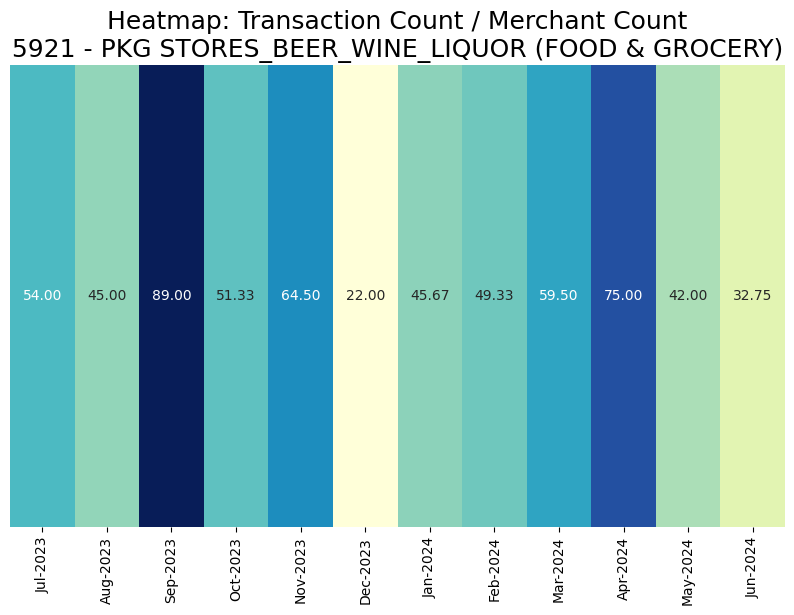 Heatmap: Transaction Count / Merchant Count
5921 - PKG STORES_BEER_WINE_LIQUOR (FOOD & GROCERY)
54.00 45.00 89.00 51.33 64.50 22.00 45.67 49.33 59.50 75.00 42.00 32.75
Jul-2023 Aug-2023 Sep-2023 Oct-2023 Nov-2023 Dec-2023 Jan-2024 Feb-2024 Mar-2024 Apr-2024 May-2024 Jun-2024